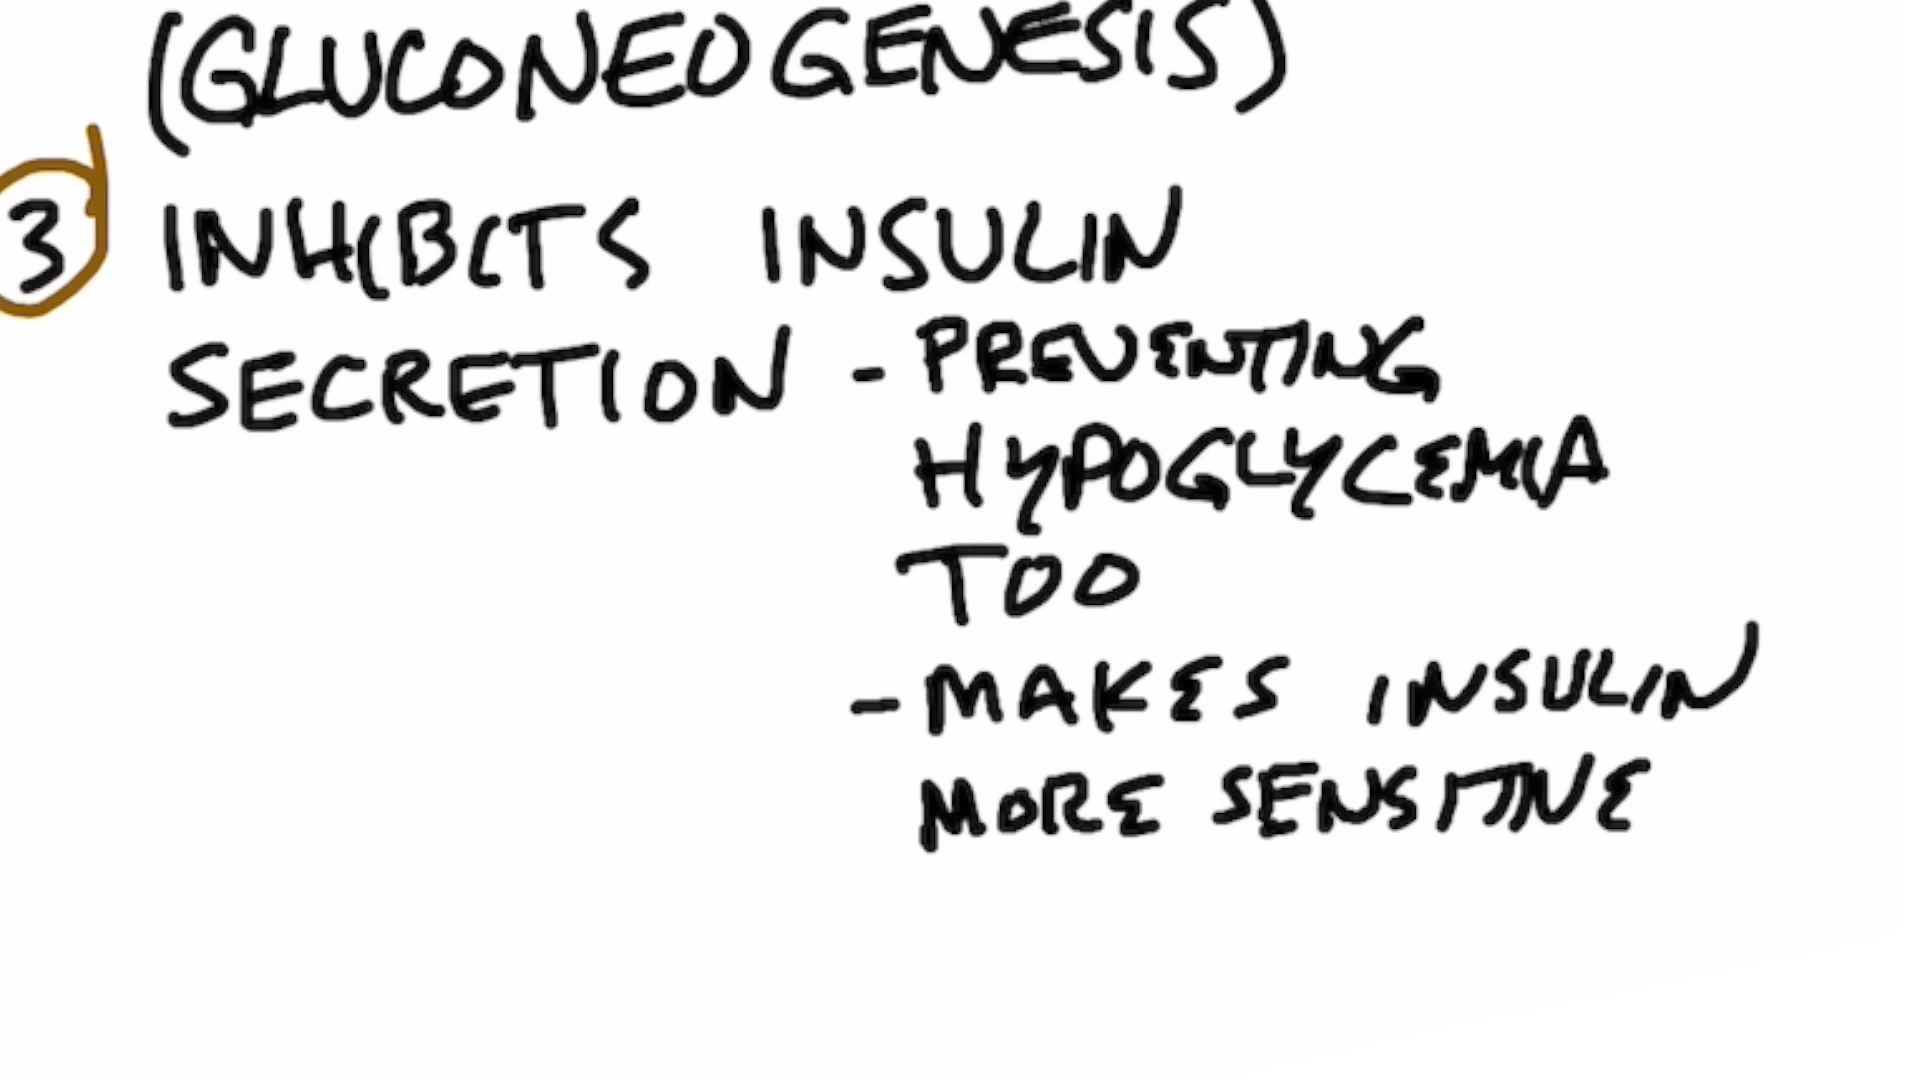 (GLUCONEOGENESIS)
3 INHIBITS INSULIN
SECRETION - PREVENTING
HYPOGLYCEMIA
TOO
- MAKES INSULIN
MORE SENSITIVE